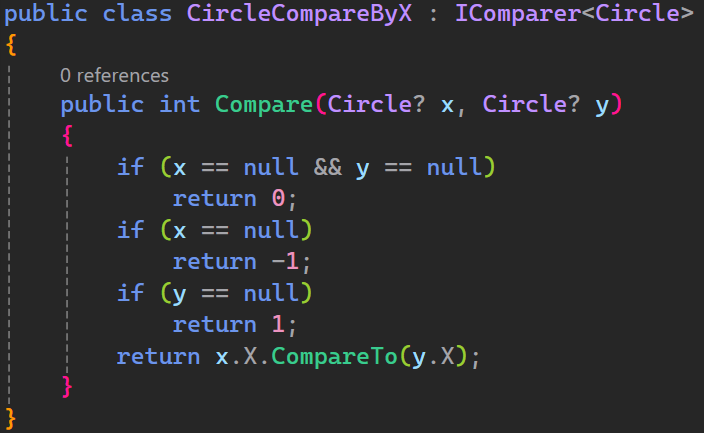 public class CircleCompareByX : IComparer<Circle>
{
0 references
public int Compare(Circle? x, Circle? y)
{
if (x == null && y == null)
return 0;
if (x == null)
return -1;
if (y == null)
return 1;
return x.X.CompareTo(y.X);
}
}